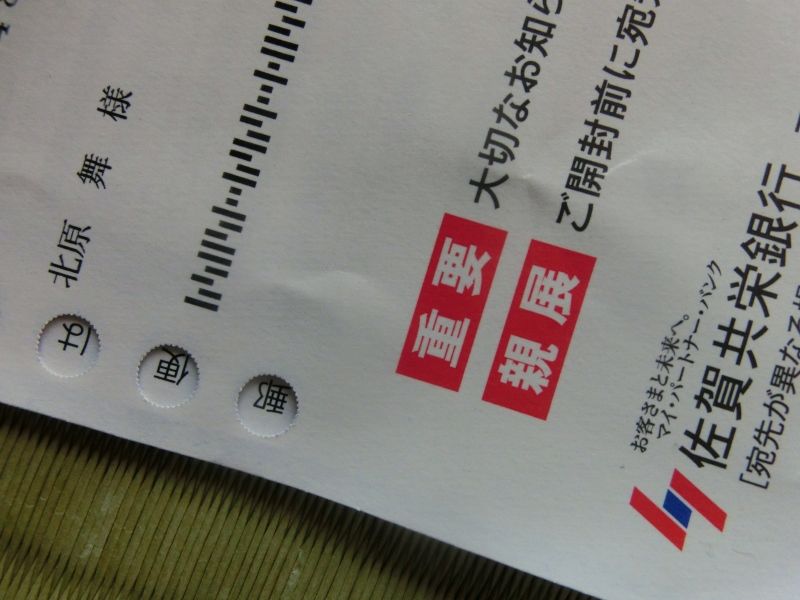 北原 舞 様
重要 大切なお知ら
親展 ご開封前に宛
お客さまと未来へ。
マイ・パートナー・バンク
佐賀共栄銀行
[宛先が異なる